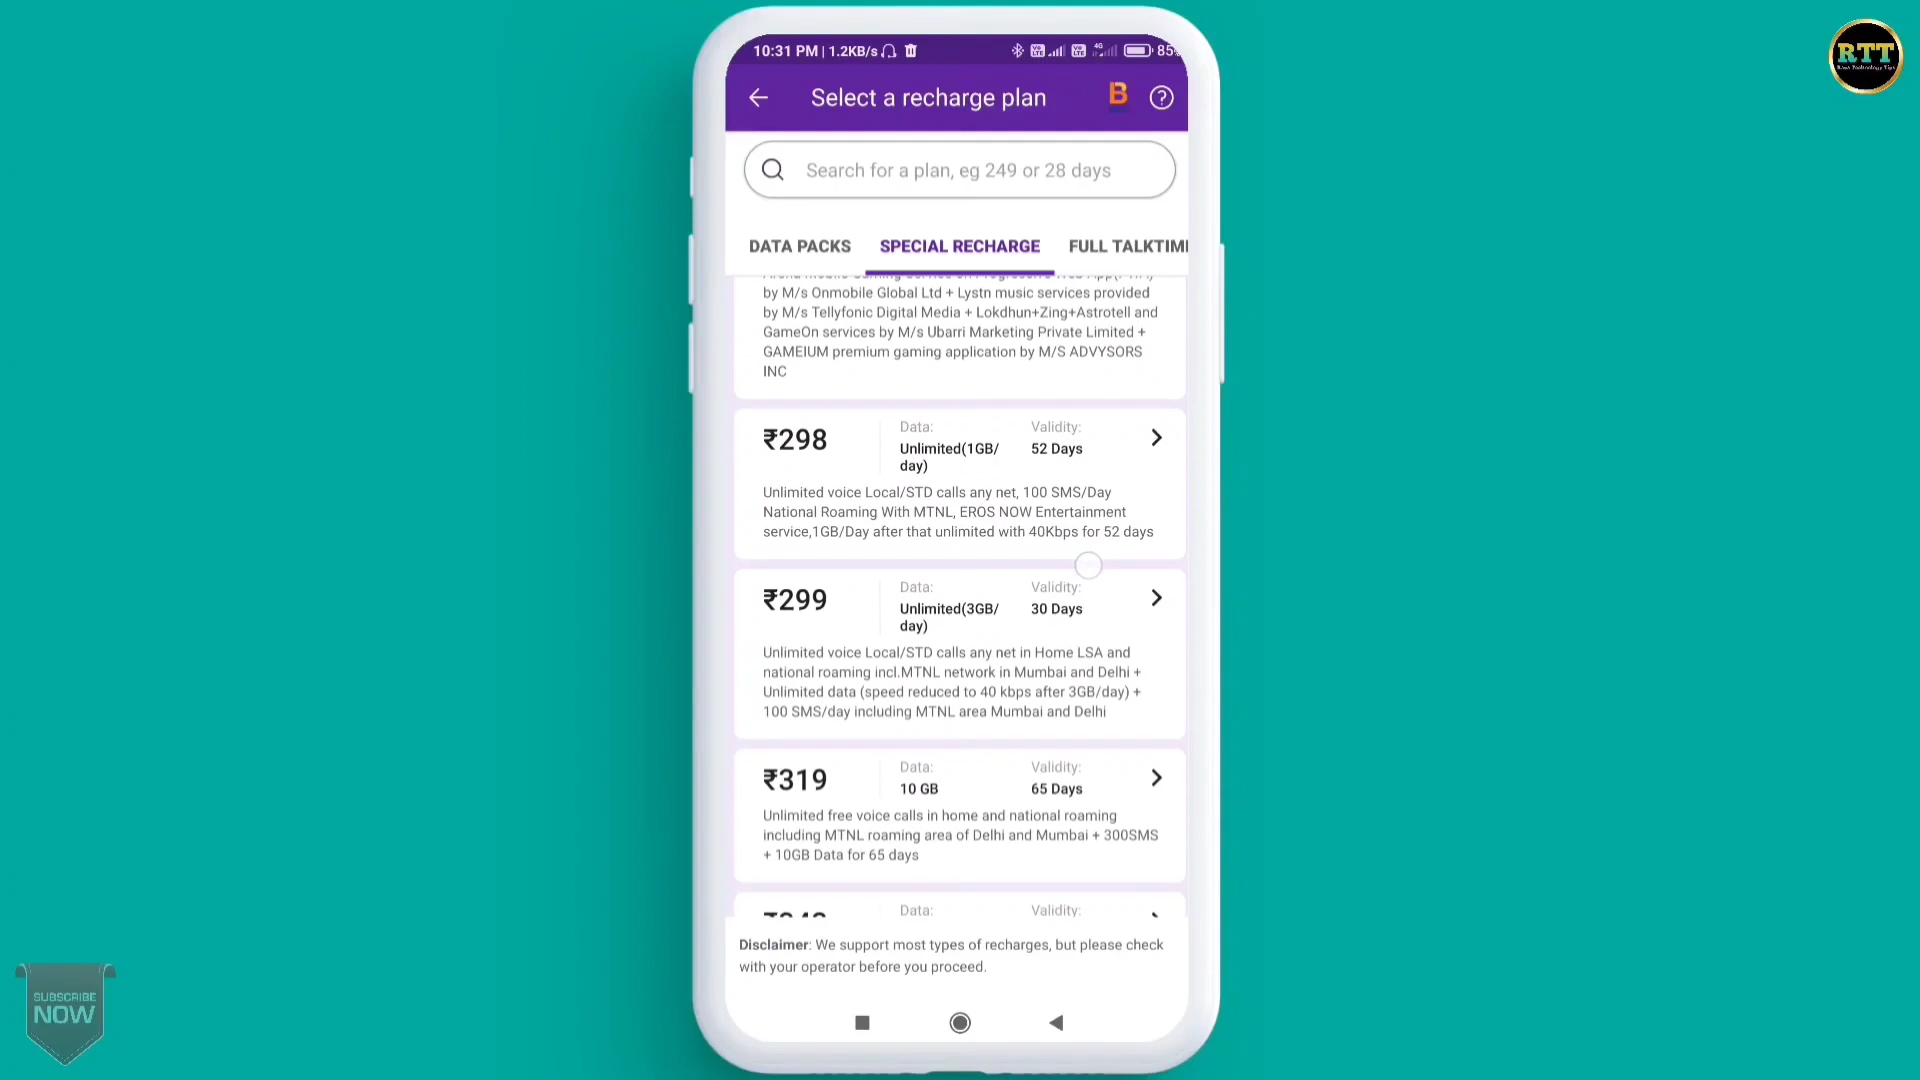 10:31 PM | 1.2KB/s
4G
85%
RTT
Select a recharge plan
B
Search for a plan, eg 249 or 28 days
DATA PACKS
SPECIAL RECHARGE
FULL TALKTIM
by M/s Onmobile Global Ltd + Lystn music services provided
by M/s Tellyfonic Digital Media + Lokdhun+Zing+Astrotell and
GameOn services by M/s Ubarri Marketing Private Limited +
GAMEIUM premium gaming application by M/S ADVYSORS
INC
₹298
Data:
Unlimited(1GB/
day)
Validity:
52 Days
Unlimited voice Local/STD calls any net, 100 SMS/Day
National Roaming With MTNL, EROS NOW Entertainment
service,1GB/Day after that unlimited with 40Kbps for 52 days
₹299
Data:
Unlimited(3GB/
day)
Validity:
30 Days
Unlimited voice Local/STD calls any net in Home LSA and
national roaming incl.MTNL network in Mumbai and Delhi +
Unlimited data (speed reduced to 40 kbps after 3GB/day) +
100 SMS/day including MTNL area Mumbai and Delhi
₹319
Data:
10 GB
Validity:
65 Days
Unlimited free voice calls in home and national roaming
including MTNL roaming area of Delhi and Mumbai + 300SMS
+ 10GB Data for 65 days
Data:
Validity:
Disclaimer: We support most types of recharges, but please check
with your operator before you proceed.
SUBSCRIBE
NOW